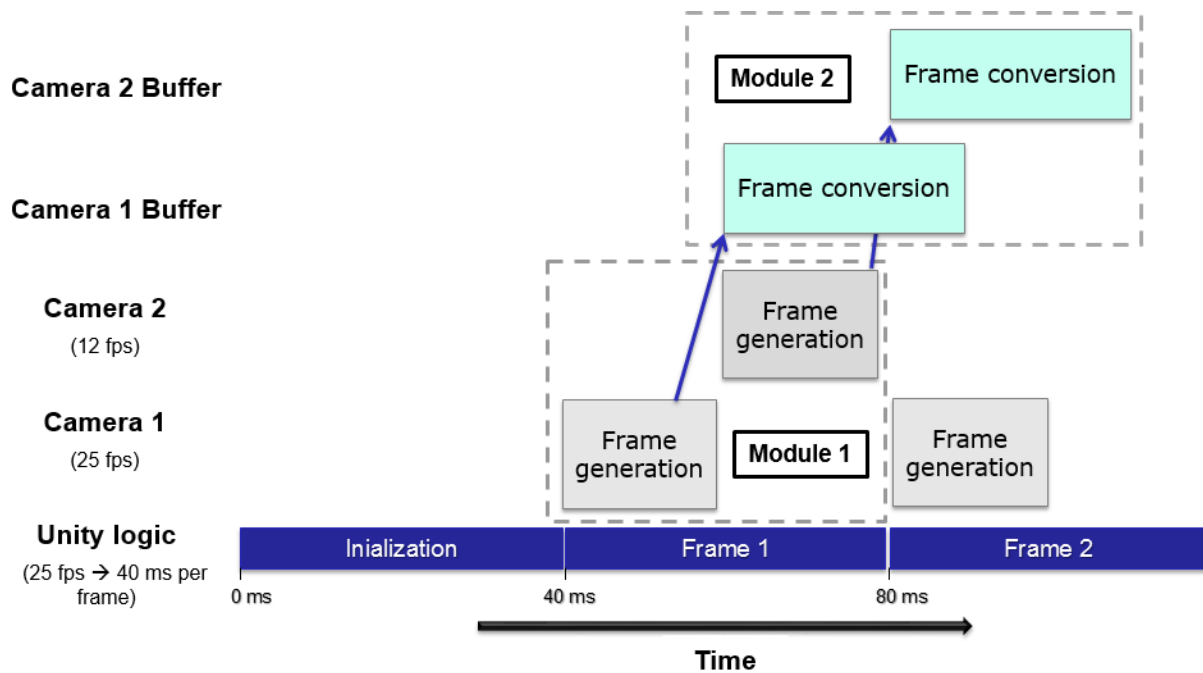 Camera 2 Buffer
Module 2
Frame conversion
Camera 1 Buffer
Frame conversion
Camera 2
(12 fps)
Frame
generation
Camera 1
(25 fps)
Frame
generation
Module 1
Frame
generation
Unity logic
(25 fps → 40 ms per
frame)
Inialization
Frame 1
Frame 2
0 ms
40 ms
80 ms
Time